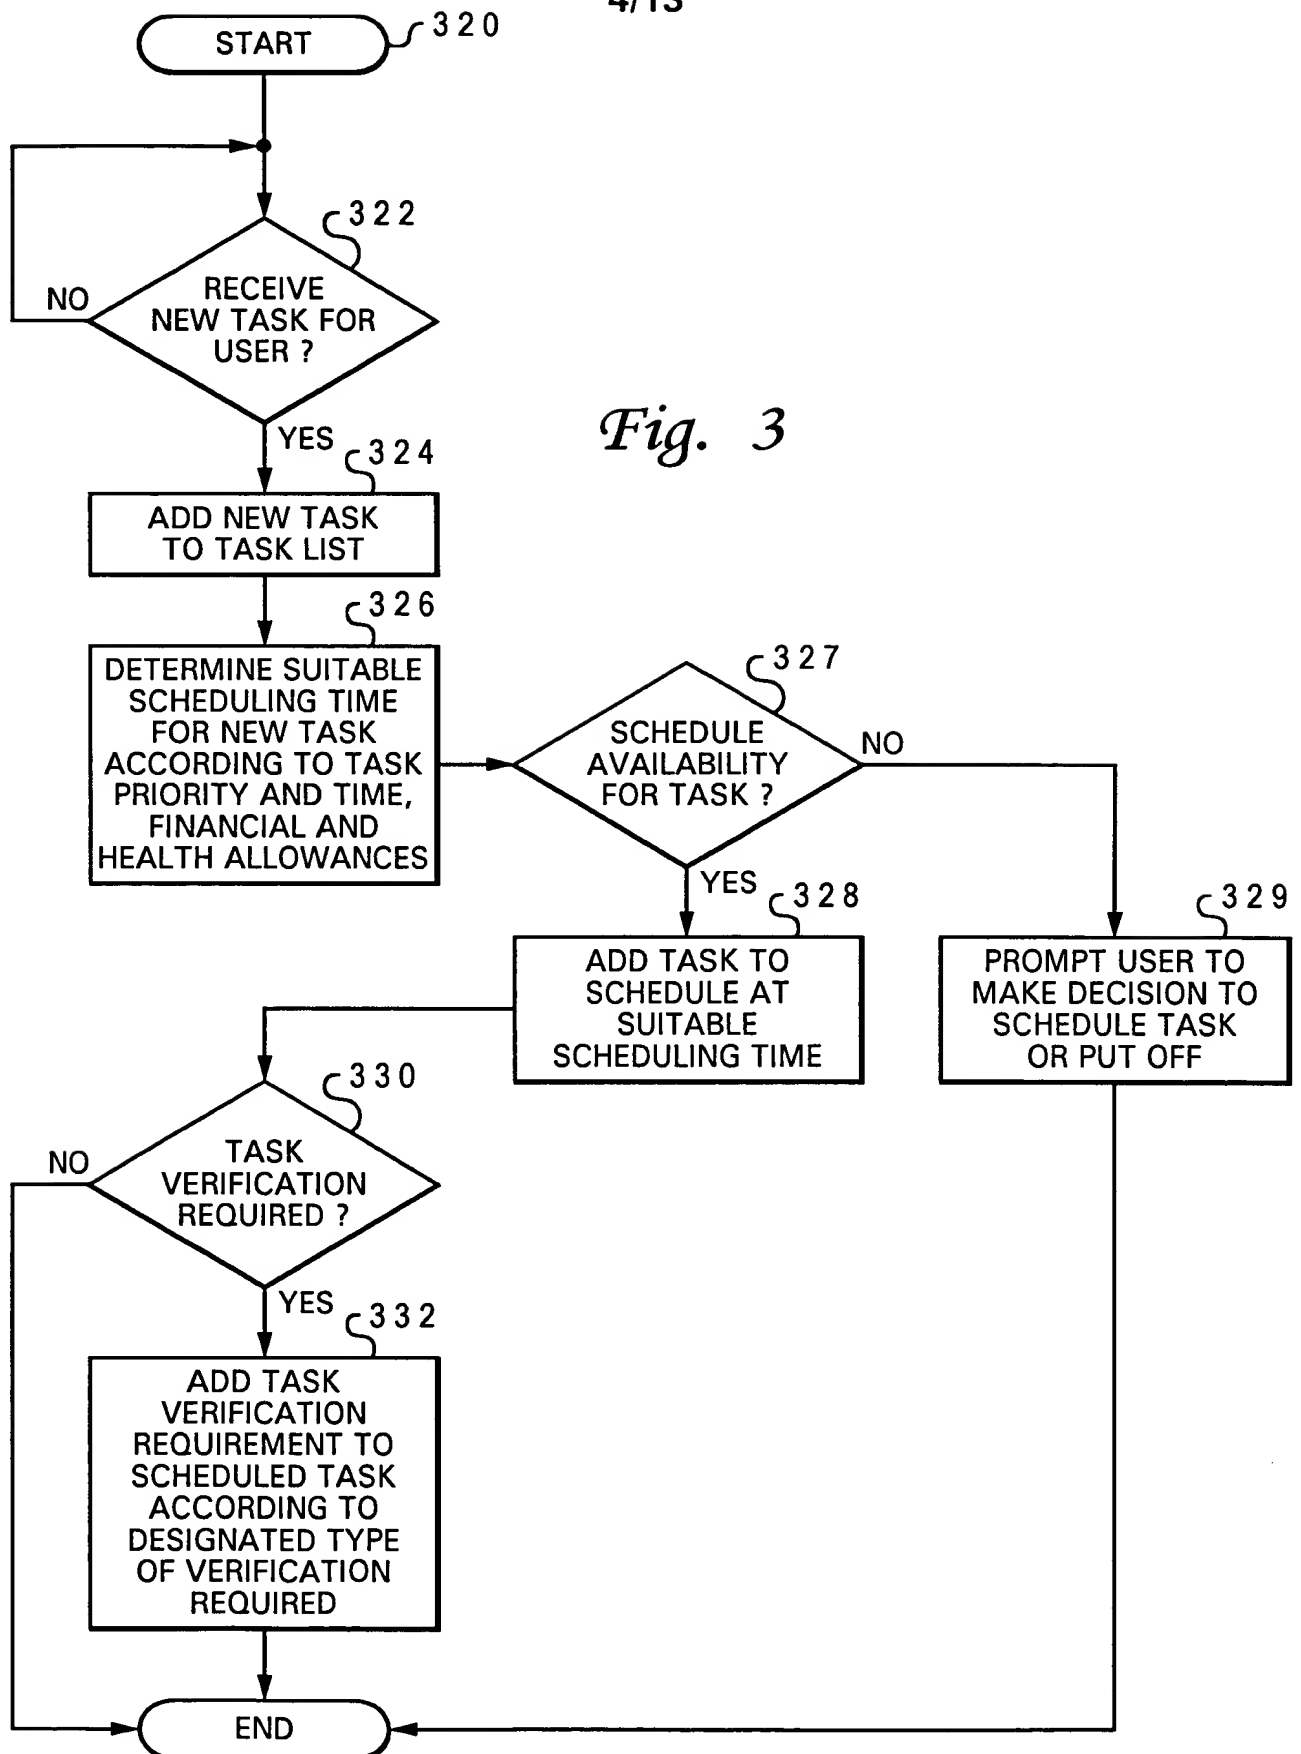 4/13
START
320
322
RECEIVE
NEW TASK FOR
USER ?
NO
YES
Fig. 3
324
ADD NEW TASK
TO TASK LIST
326
DETERMINE SUITABLE
SCHEDULING TIME
FOR NEW TASK
ACCORDING TO TASK
PRIORITY AND TIME,
FINANCIAL AND
HEALTH ALLOWANCES
327
SCHEDULE
AVAILABILITY
FOR TASK ?
NO
YES
328
ADD TASK TO
SCHEDULE AT
SUITABLE
SCHEDULING TIME
329
PROMPT USER TO
MAKE DECISION TO
SCHEDULE TASK
OR PUT OFF
330
TASK
VERIFICATION
REQUIRED ?
NO
YES
332
ADD TASK
VERIFICATION
REQUIREMENT TO
SCHEDULED TASK
ACCORDING TO
DESIGNATED TYPE
OF VERIFICATION
REQUIRED
END